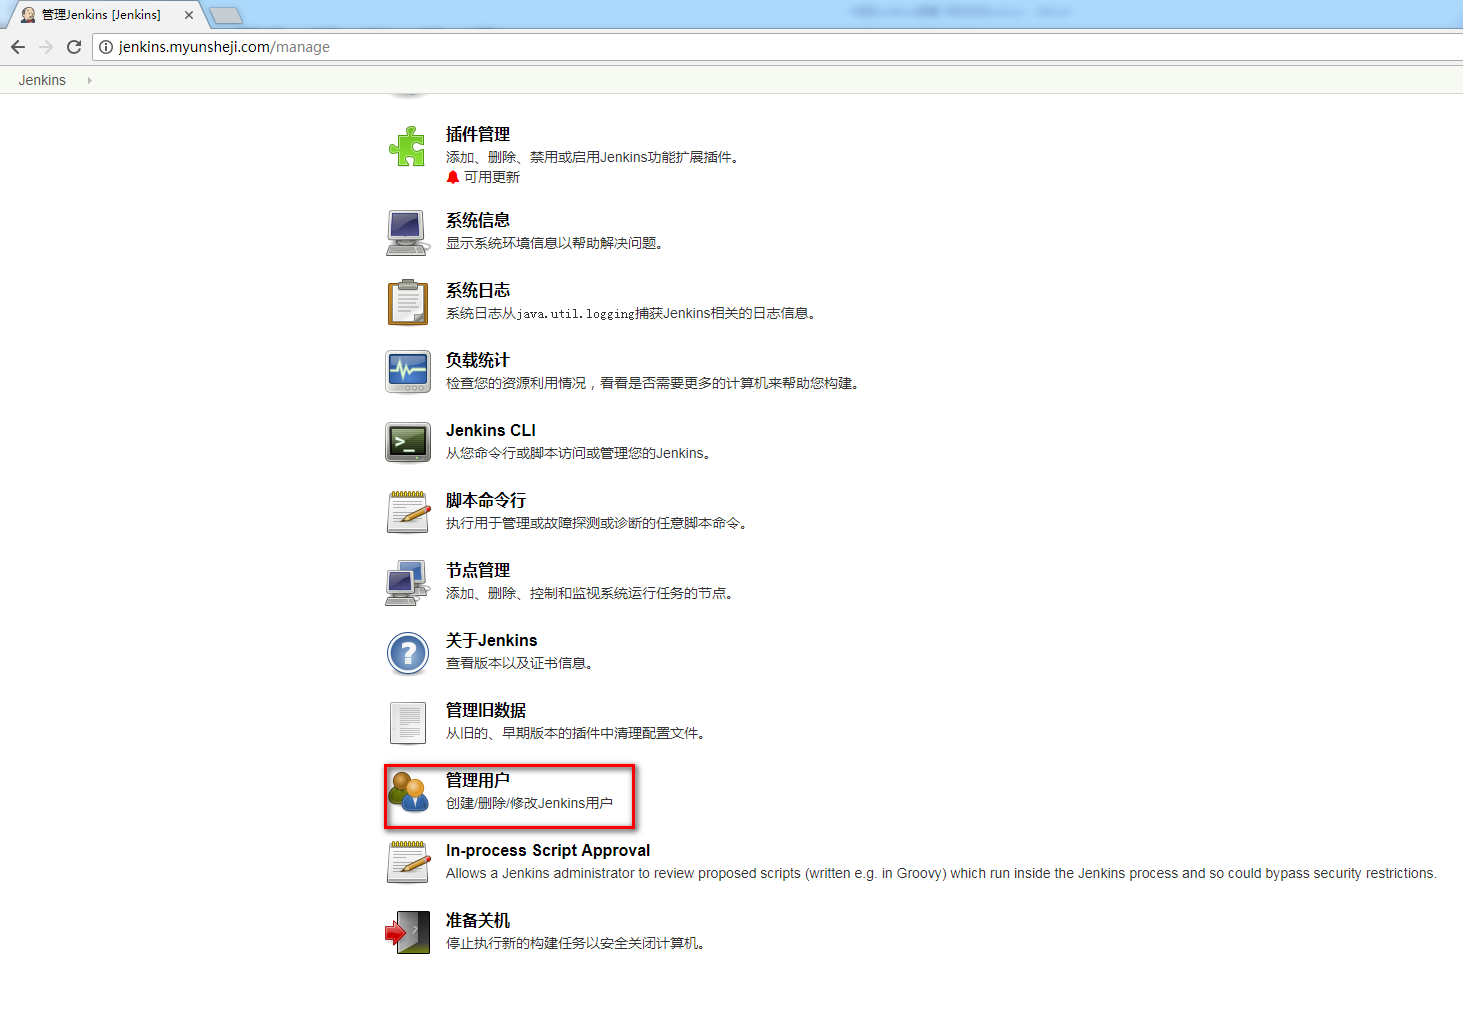 管理Jenkins [Jenkins]
jenkins.myunsheji.com/manage
Jenkins
插件管理
添加、删除、禁用或启用Jenkins功能扩展插件。
可用更新
系统信息
显示系统环境信息以帮助解决问题。
系统日志
系统日志从java.util.logging捕获Jenkins相关的日志信息。
负载统计
检查您的资源利用情况，看看是否需要更多的计算机来帮助您构建。
Jenkins CLI
从您命令行或脚本访问或管理您的Jenkins。
脚本命令行
执行用于管理或故障探测或诊断的任意脚本命令。
节点管理
添加、删除、控制和监视系统运行任务的节点。
关于Jenkins
查看版本以及证书信息。
管理旧数据
从旧的、早期版本的插件中清理配置文件。
管理用户
创建/删除/修改Jenkins用户
In-process Script Approval
Allows a Jenkins administrator to review proposed scripts (written e.g. in Groovy) which run inside the Jenkins process and so could bypass security restrictions.
准备关机
停止执行新的构建任务以安全关闭计算机。